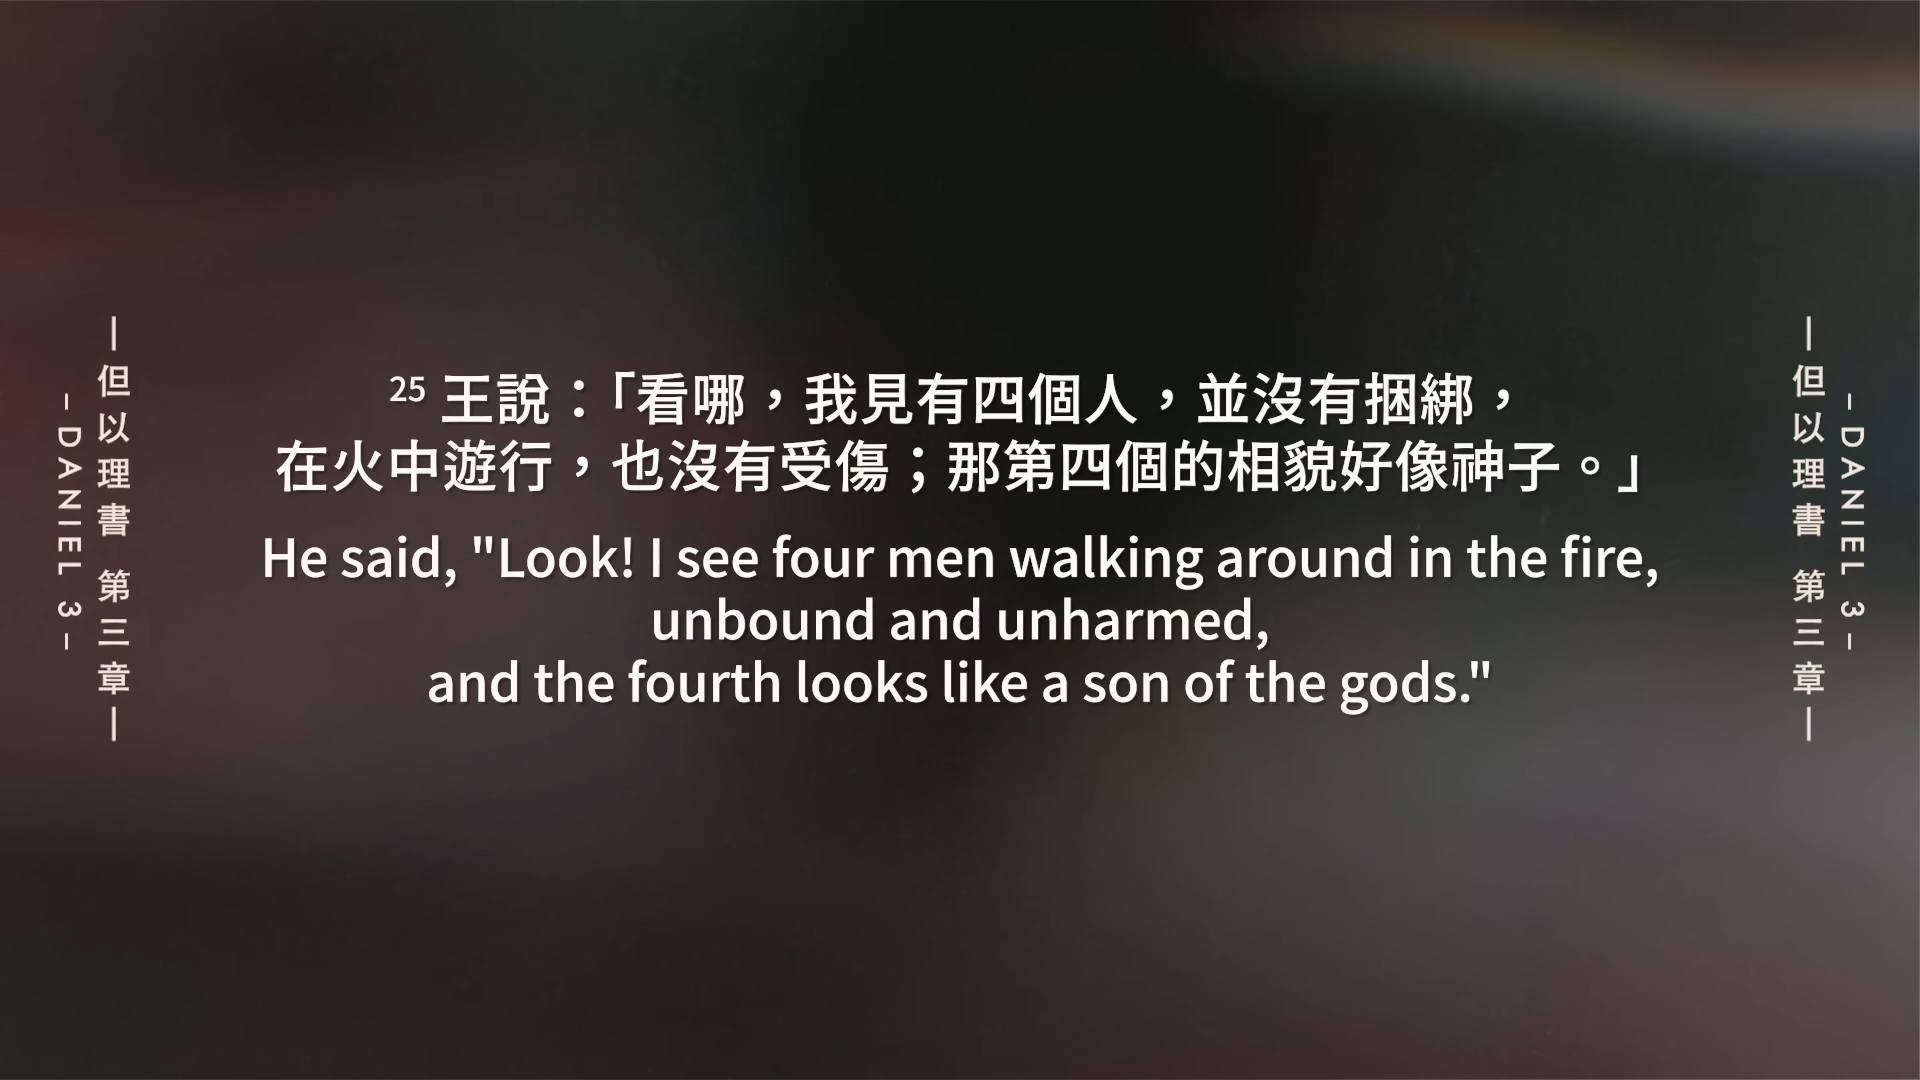 ｜但以理書 第三章｜
– DANIEL 3 –
25 王說：「看哪，我見有四個人，並沒有捆綁，
在火中遊行，也沒有受傷；那第四個的相貌好像神子。」
He said, "Look! I see four men walking around in the fire,
unbound and unharmed,
and the fourth looks like a son of the gods."
｜但以理書 第三章｜
– DANIEL 3 –